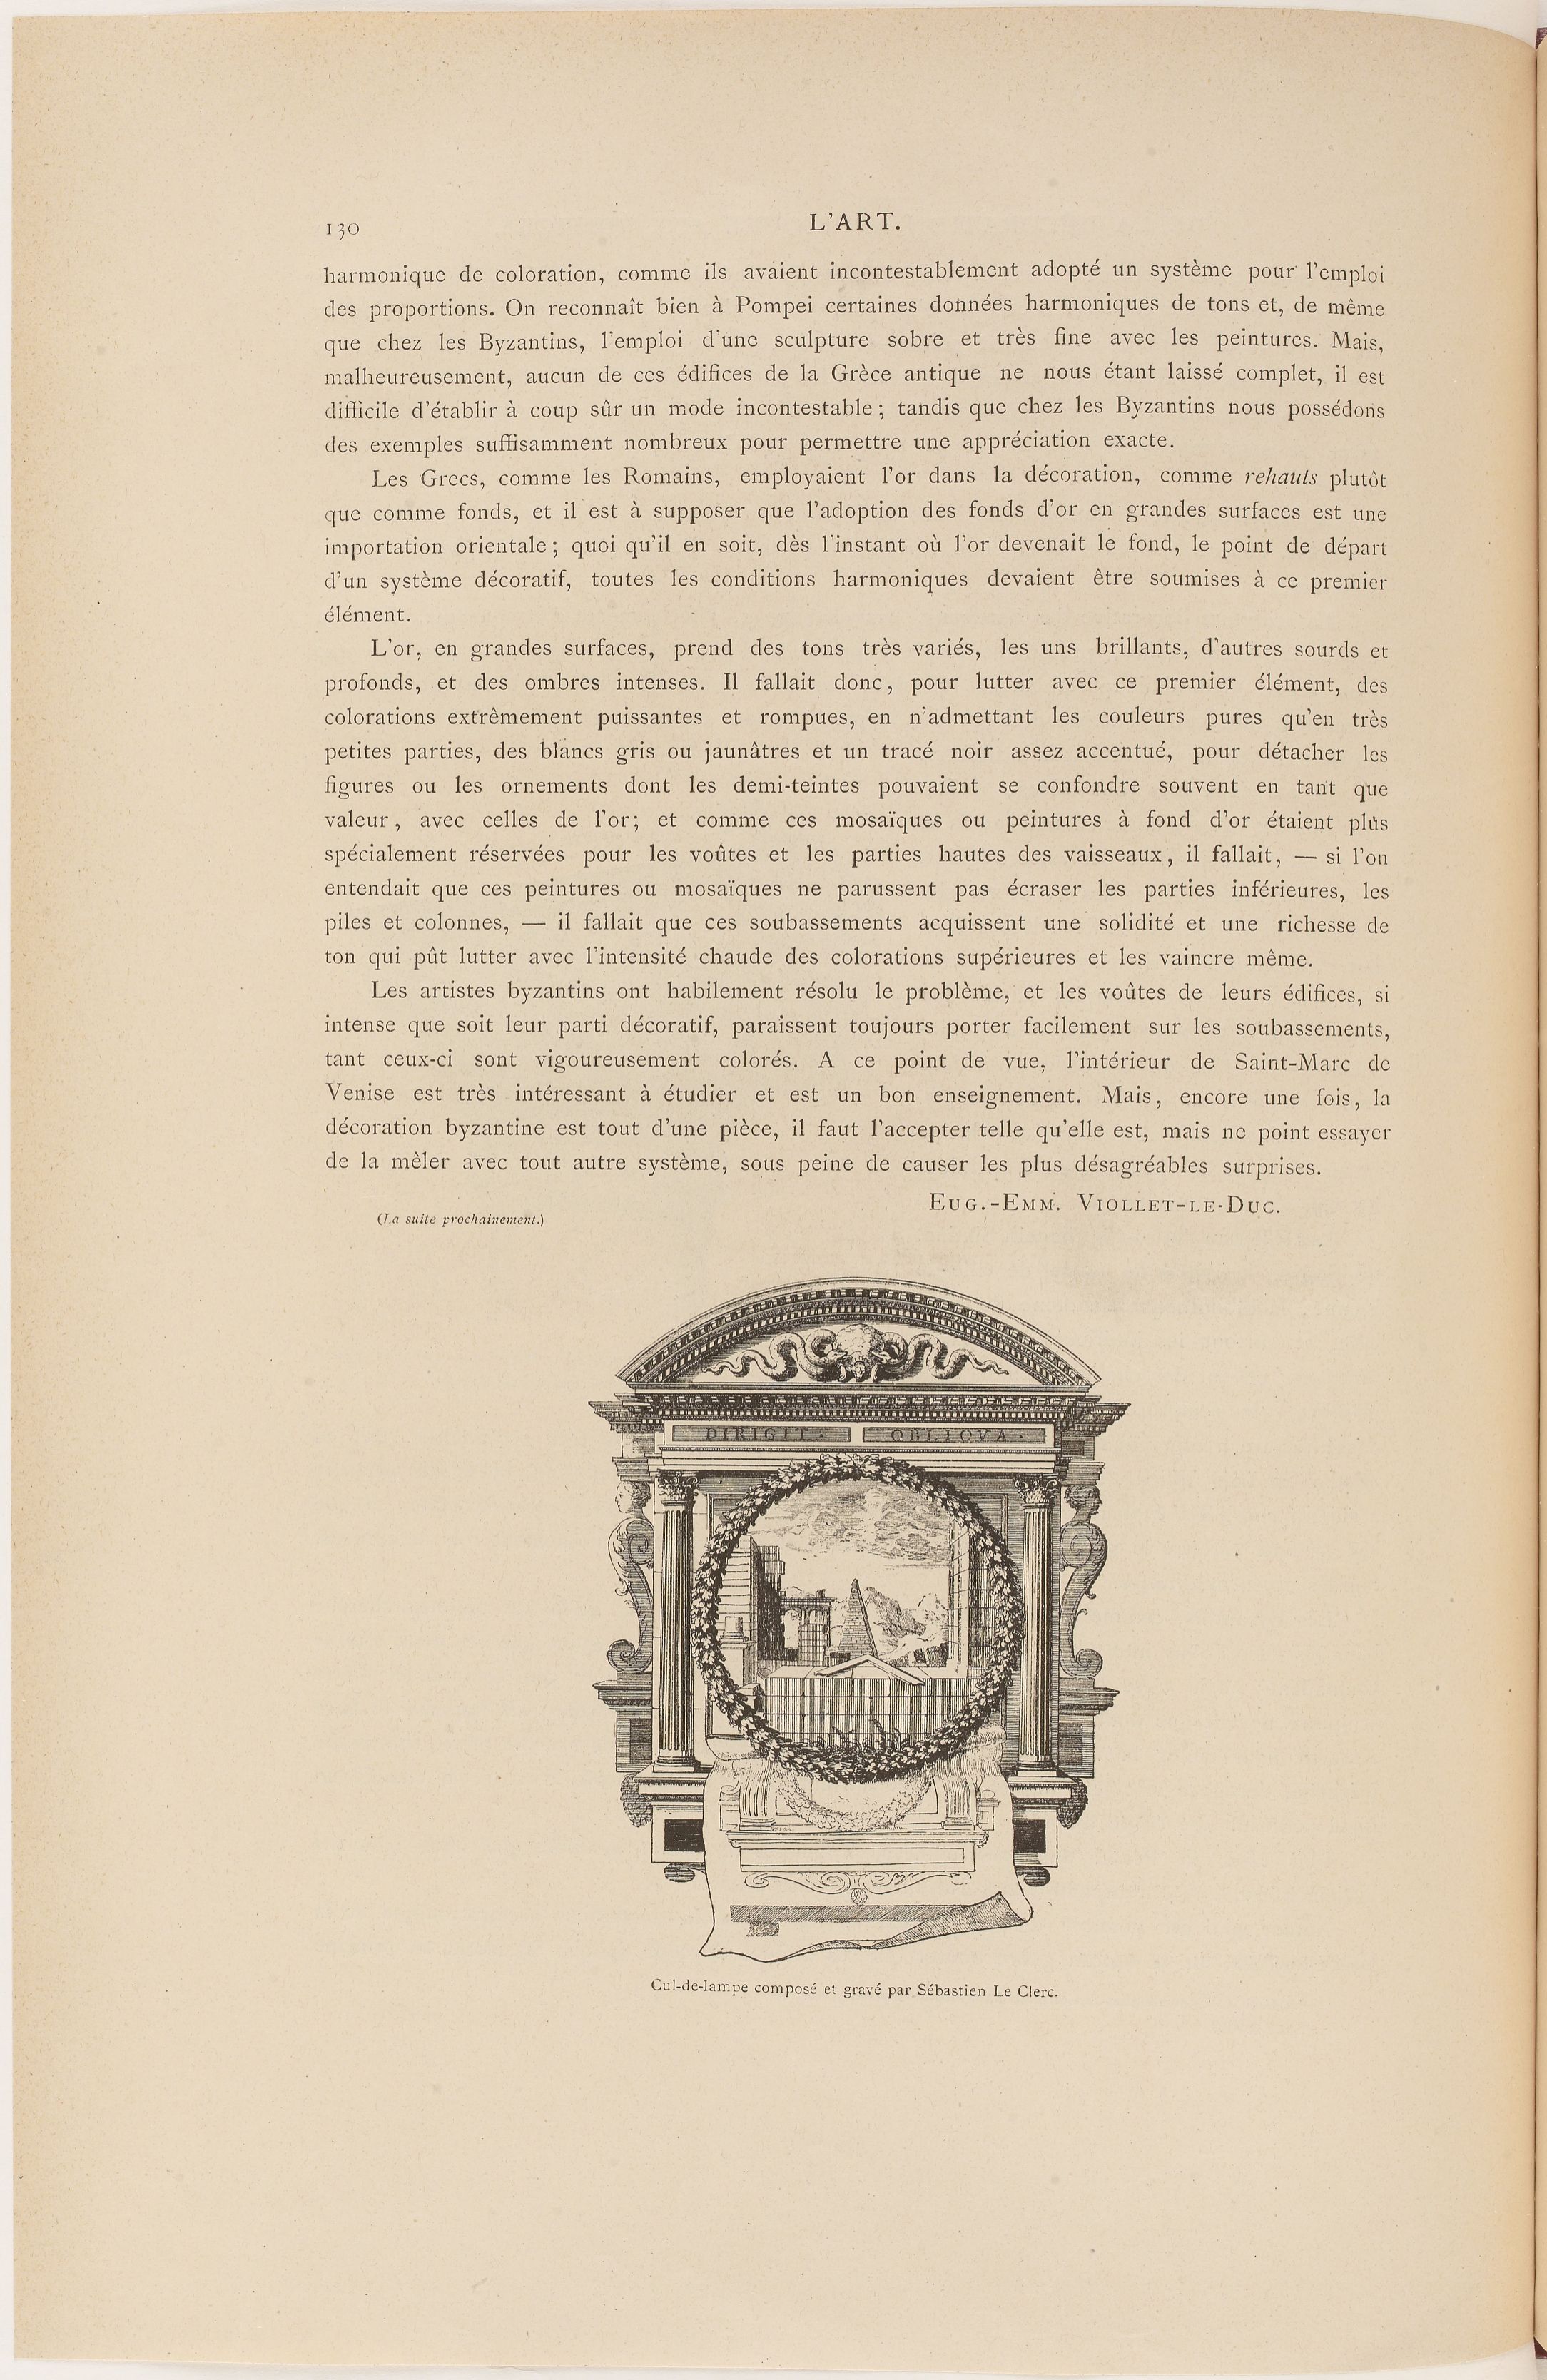 130
L'ART.
harmonique de coloration, comme ils avaient incontestablement adopté un système pour l'emploi
des proportions. On reconnaît bien à Pompei certaines données harmoniques de tons et, de même
que chez les Byzantins, l'emploi d'une sculpture sobre et très fine avec les peintures. Mais,
malheureusement, aucun de ces édifices de la Grèce antique ne nous étant laissé complet, il est
difficile d'établir à coup sûr un mode incontestable ; tandis que chez les Byzantins nous possédons
des exemples suffisamment nombreux pour permettre une appréciation exacte.
Les Grecs, comme les Romains, employaient l'or dans la décoration, comme rehauts plutôt
que comme fonds, et il est à supposer que l'adoption des fonds d'or en grandes surfaces est une
importation orientale ; quoi qu'il en soit, dès l'instant où l'or devenait le fond, le point de départ
d'un système décoratif, toutes les conditions harmoniques devaient être soumises à ce premier
élément.
L'or, en grandes surfaces, prend des tons très variés, les uns brillants, d'autres sourds et
profonds, et des ombres intenses. Il fallait donc, pour lutter avec ce premier élément, des
colorations extrêmement puissantes et rompues, en n'admettant les couleurs pures qu'en très
petites parties, des blancs gris ou jaunâtres et un tracé noir assez accentué, pour détacher les
figures ou les ornements dont les demi-teintes pouvaient se confondre souvent en tant que
valeur, avec celles de l'or; et comme ces mosaïques ou peintures à fond d'or étaient plus
spécialement réservées pour les voûtes et les parties hautes des vaisseaux, il fallait, — si l'on
entendait que ces peintures ou mosaïques ne parussent pas écraser les parties inférieures, les
piles et colonnes, — il fallait que ces soubassements acquissent une solidité et une richesse de
ton qui pût lutter avec l'intensité chaude des colorations supérieures et les vaincre même.
Les artistes byzantins ont habilement résolu le problème, et les voûtes de leurs édifices, si
intense que soit leur parti décoratif, paraissent toujours porter facilement sur les soubassements,
tant ceux-ci sont vigoureusement colorés. A ce point de vue, l'intérieur de Saint-Marc de
Venise est très intéressant à étudier et est un bon enseignement. Mais, encore une fois, la
décoration byzantine est tout d'une pièce, il faut l'accepter telle qu'elle est, mais ne point essayer
de la mêler avec tout autre système, sous peine de causer les plus désagréables surprises.
EUG.-EMM. VIOLLET-LE-DUC.
(La suite prochainement.)
DIRIGIT · OBLIQVA ·
Cul-de-lampe composé et gravé par Sébastien Le Clerc.